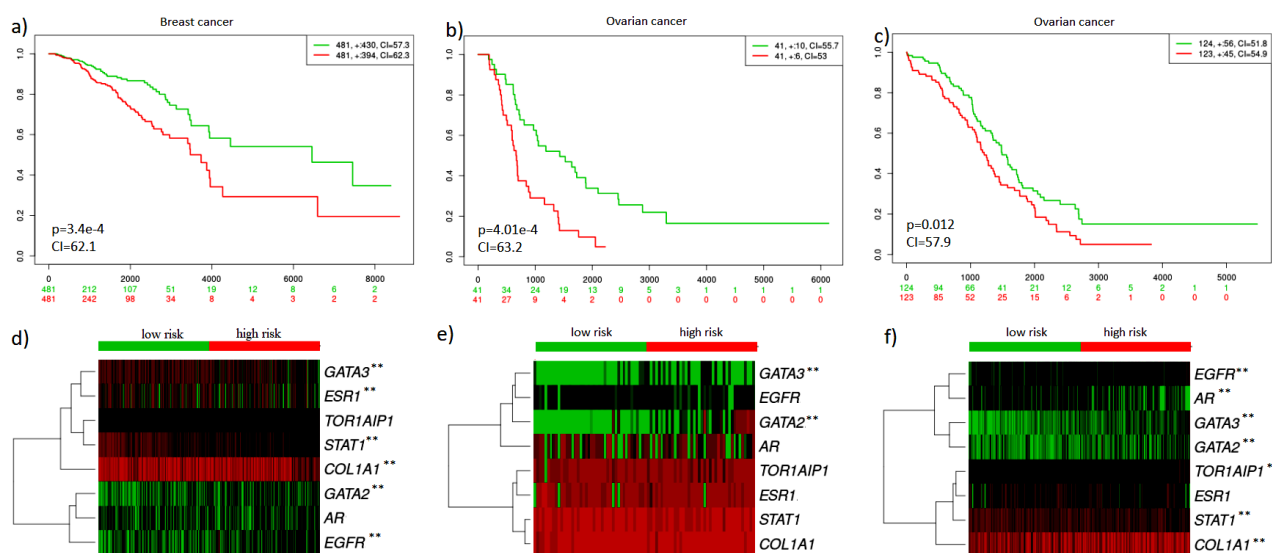 a)
Breast cancer
481, +:430, CI=57.3
481, +:394, CI=62.3
1.0
0.8
0.6
0.4
0.2
0.0
p=3.4e-4
CI=62.1
0 2000 4000 6000 8000
481 212 107 51 19 12 8 6 2
481 242 98 34 8 4 3 2 2
b)
Ovarian cancer
41, +:10, CI=55.7
41, +:6, CI=53
1.0
0.8
0.6
0.4
0.2
0.0
p=4.01e-4
CI=63.2
0 1000 2000 3000 4000 5000 6000
41 34 24 19 13 9 5 3 1 1 1 1 1
41 27 9 4 2 0 0 0 0 0 0 0 0
c)
Ovarian cancer
124, +:56, CI=51.8
123, +:45, CI=54.9
1.0
0.8
0.6
0.4
0.2
0.0
p=0.012
CI=57.9
0 1000 2000 3000 4000 5000
124 94 66 41 21 12 6 5 2 1 1
123 85 52 25 15 6 2 1 0 0 0
d)
low risk high risk
GATA3**
ESR1**
TOR1AIP1
STAT1**
COL1A1**
GATA2**
AR
EGFR**
e)
low risk high risk
GATA3**
EGFR
GATA2**
AR
TOR1AIP1
ESR1
STAT1
COL1A1
f)
low risk high risk
EGFR**
AR**
GATA3**
GATA2**
TOR1AIP1*
ESR1
STAT1**
COL1A1**